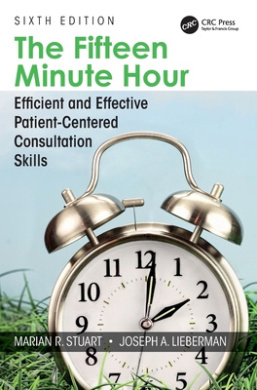 SIXTH EDITION
CRC
CRC Press
Taylor & Francis Group
The Fifteen
Minute Hour
Efficient and Effective
Patient-Centered
Consultation
Skills
12
1
2
3
4
5
6
7
8
9
10
11
MARIAN R. STUART • JOSEPH A. LIEBERMAN